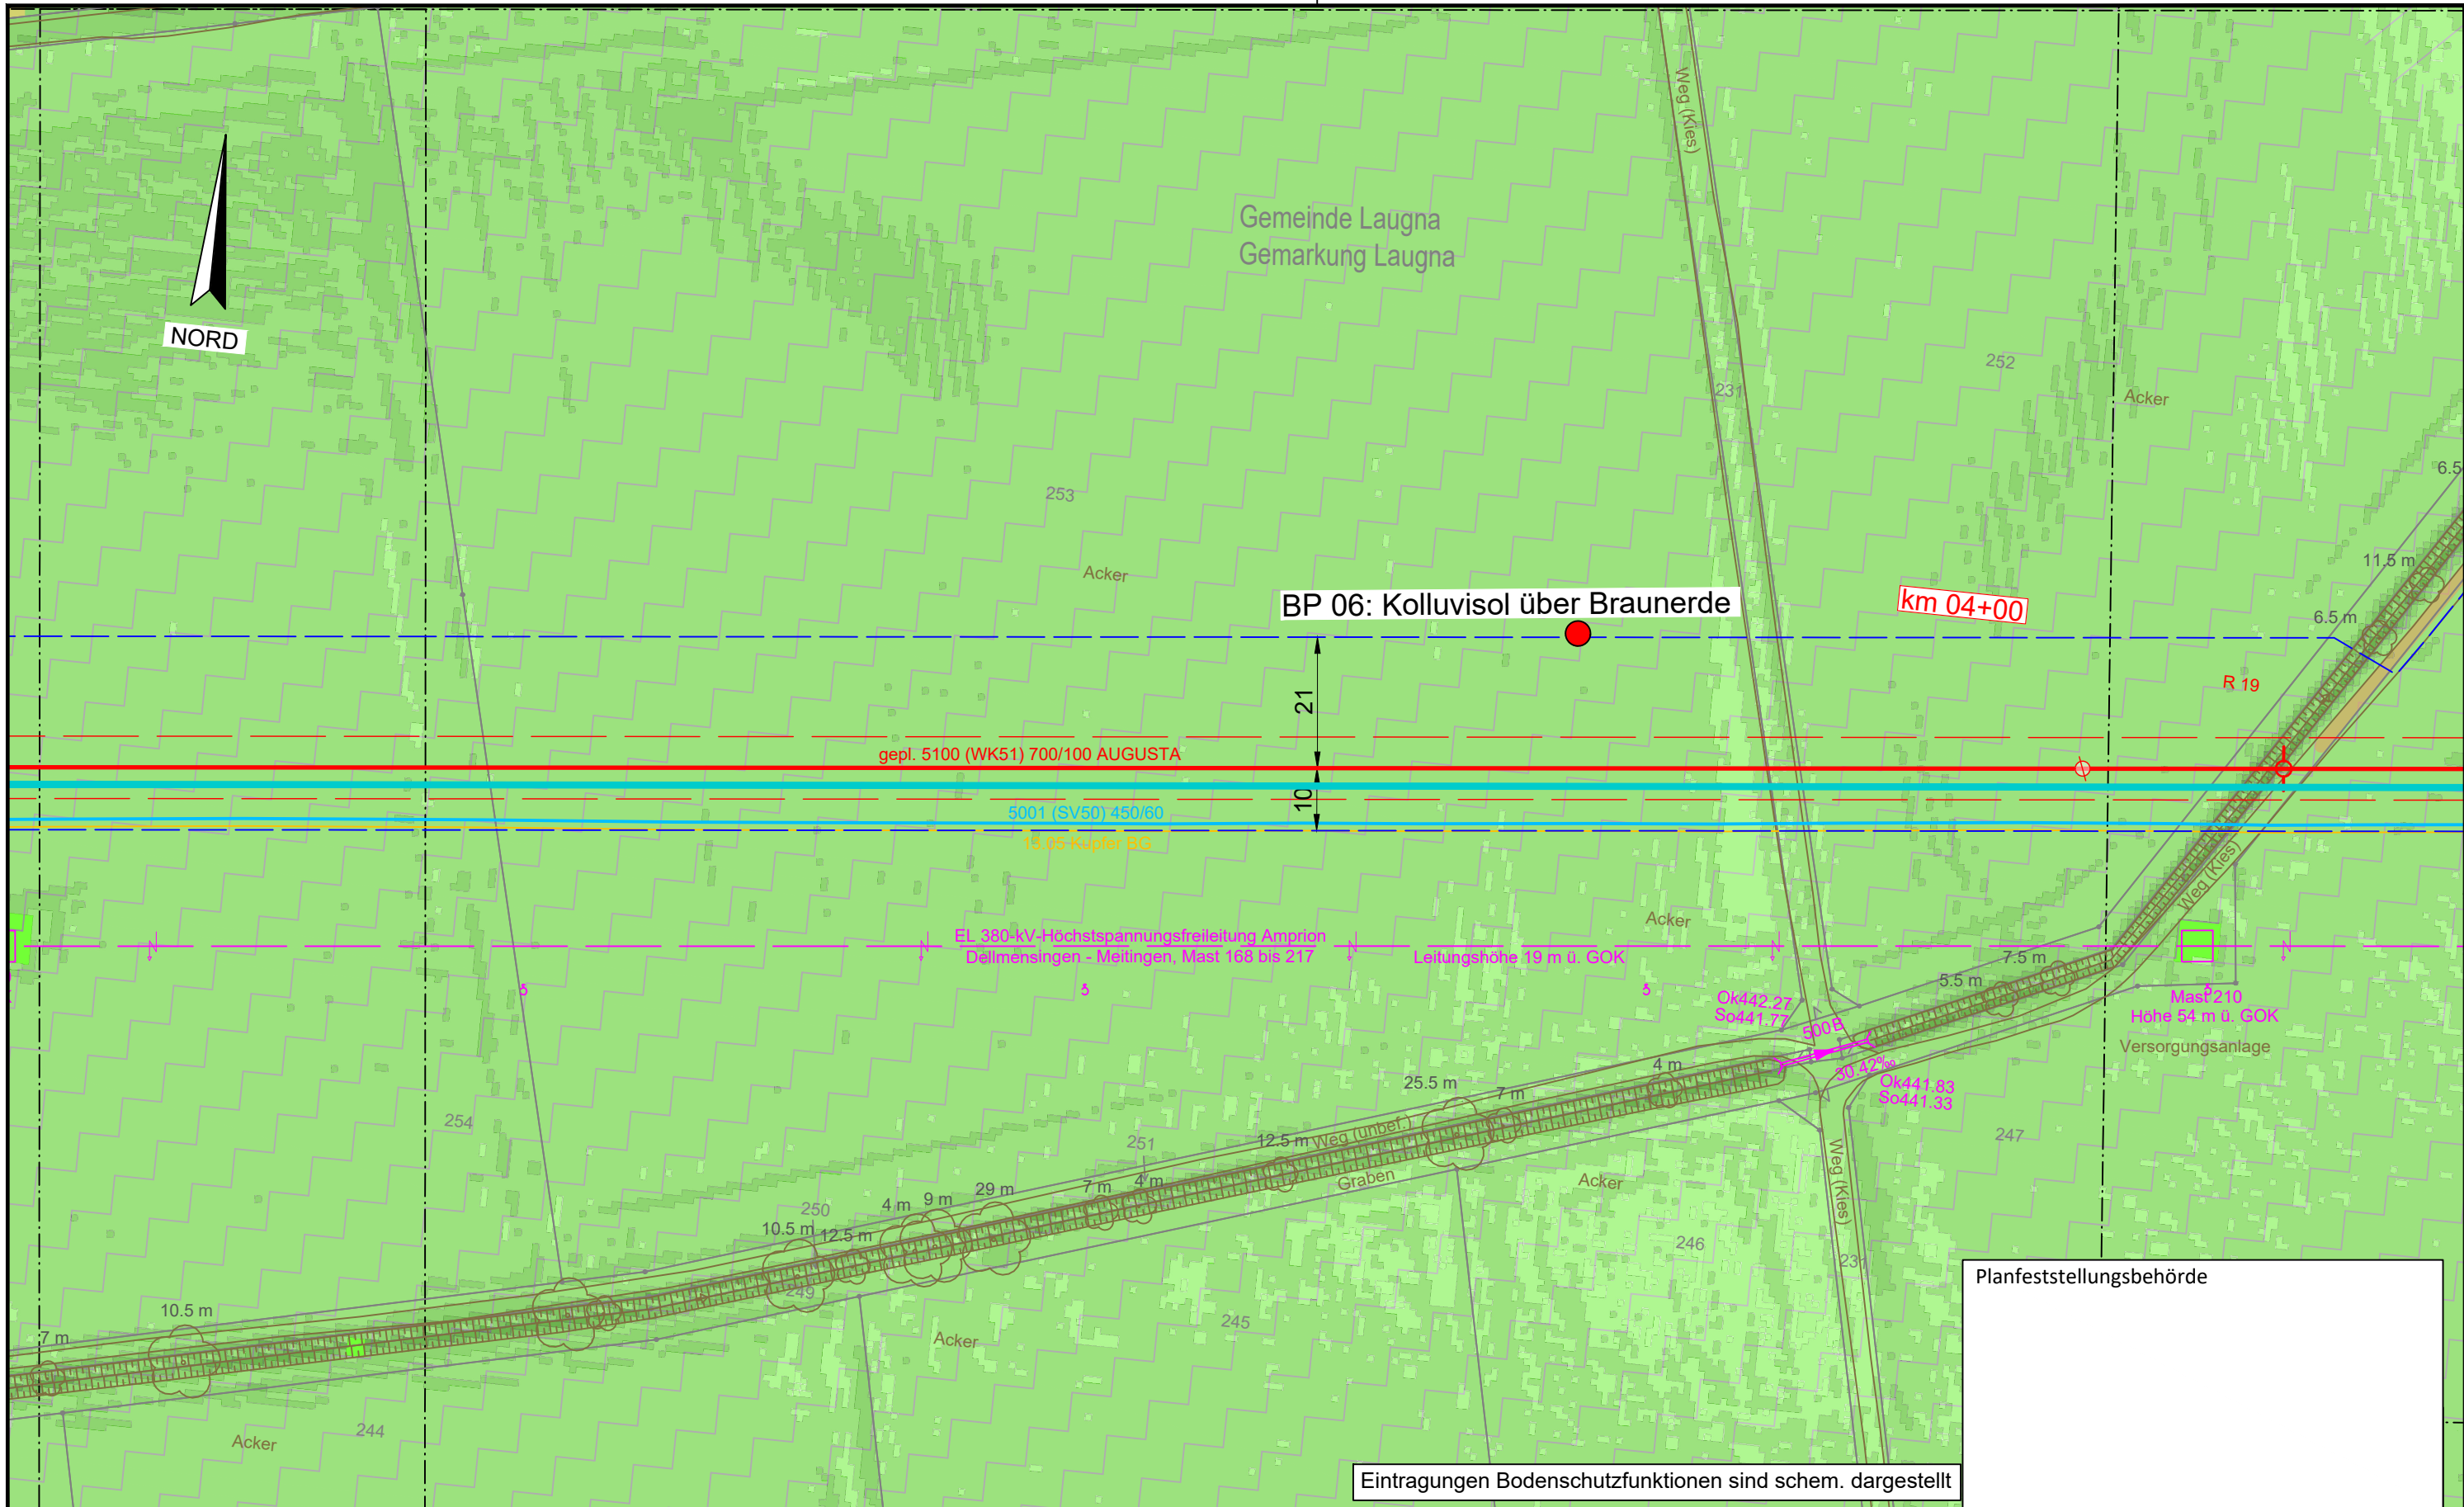 Weg (Kies)
Gemeinde Laugna
Gemarkung Laugna
NORD
252
231
Acker
6.5
253
11.5 m
Acker
BP 06: Kolluvisol über Braunerde
km 04+00
6.5 m
R 19
21
gepl. 5100 (WK51) 700/100 AUGUSTA
10
5001 (SV50) 450/60
15.05 Kupfer BG
Weg (Kies)
Acker
EL 380-kV-Höchstspannungsfreileitung Amprion
Dellmensingen - Meitingen, Mast 168 bis 217
Leitungshöhe 19 m ü. GOK
7.5 m
5.5 m
Ok442.27
So441.77
Mast 210
Höhe 54 m ü. GOK
500B
Versorgungsanlage
30.42‰
Ok441.83
So441.33
4 m
25.5 m
7 m
254
251
12.5 m
Weg (unbef.)
247
Graben
Acker
Weg (Kies)
7 m
4 m
29 m
9 m
4 m
250
10.5 m
12.5 m
246
231
Planfeststellungsbehörde
249
10.5 m
245
7 m
Acker
244
Acker
Eintragungen Bodenschutzfunktionen sind schem. dargestellt